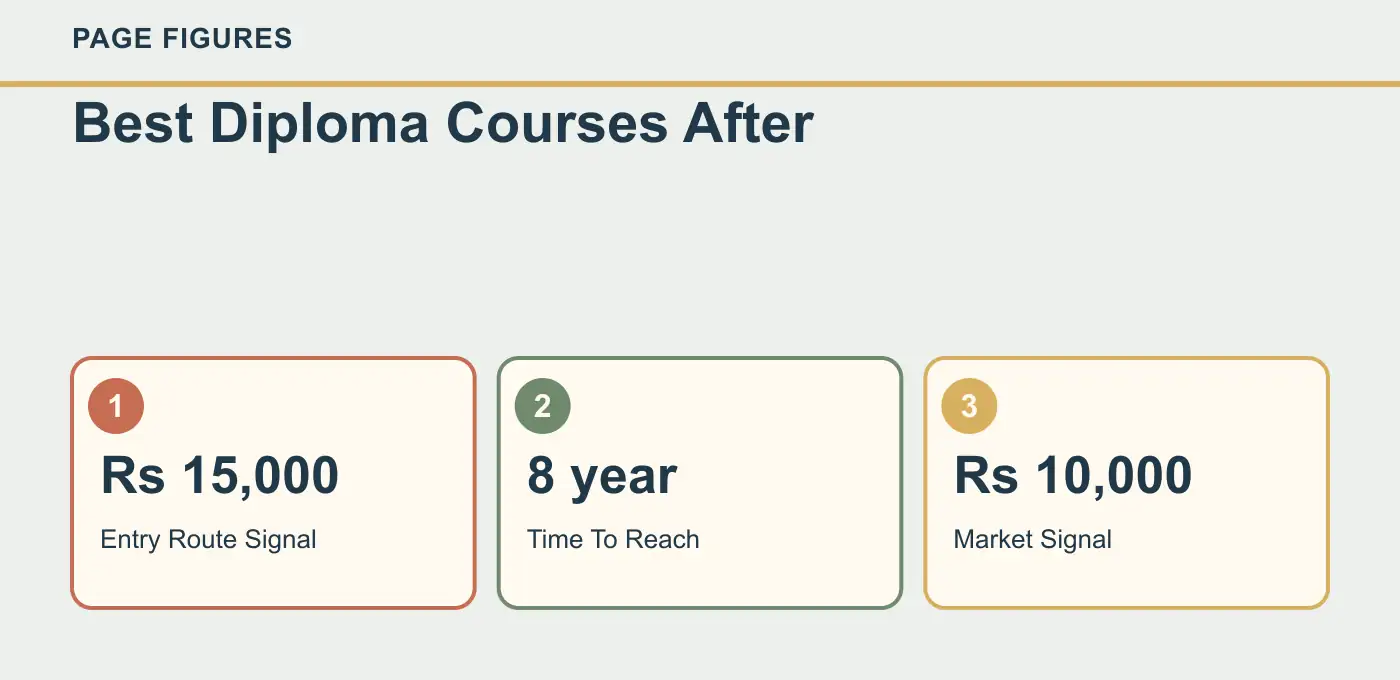 PAGE FIGURES
Best Diploma Courses After
1
Rs 15,000
Entry Route Signal
2
8 year
Time To Reach
3
Rs 10,000
Market Signal